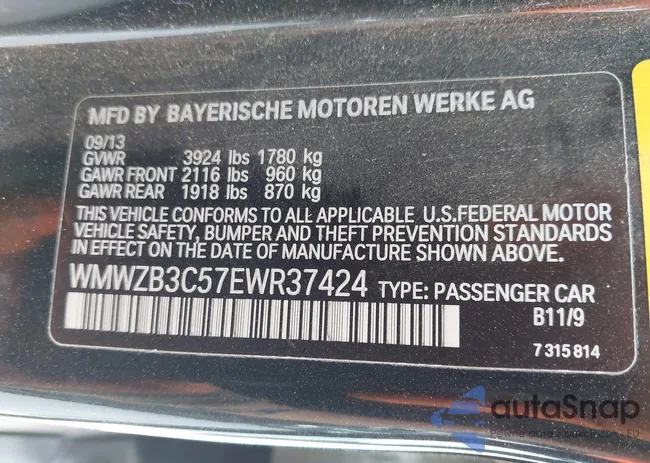 MFD BY BAYERISCHE MOTOREN WERKE AG
09/13
GVWR 3924 lbs 1780 kg
GAWR FRONT 2116 lbs 960 kg
GAWR REAR 1918 lbs 870 kg
THIS VEHICLE CONFORMS TO ALL APPLICABLE U.S.FEDERAL MOTOR
VEHICLE SAFETY, BUMPER AND THEFT PREVENTION STANDARDS
IN EFFECT ON THE DATE OF MANUFACTURE SHOWN ABOVE.
WMWZB3C57EWR37424 TYPE: PASSENGER CAR
B11/9
7 315 814
autaSnap
Pewne auta z